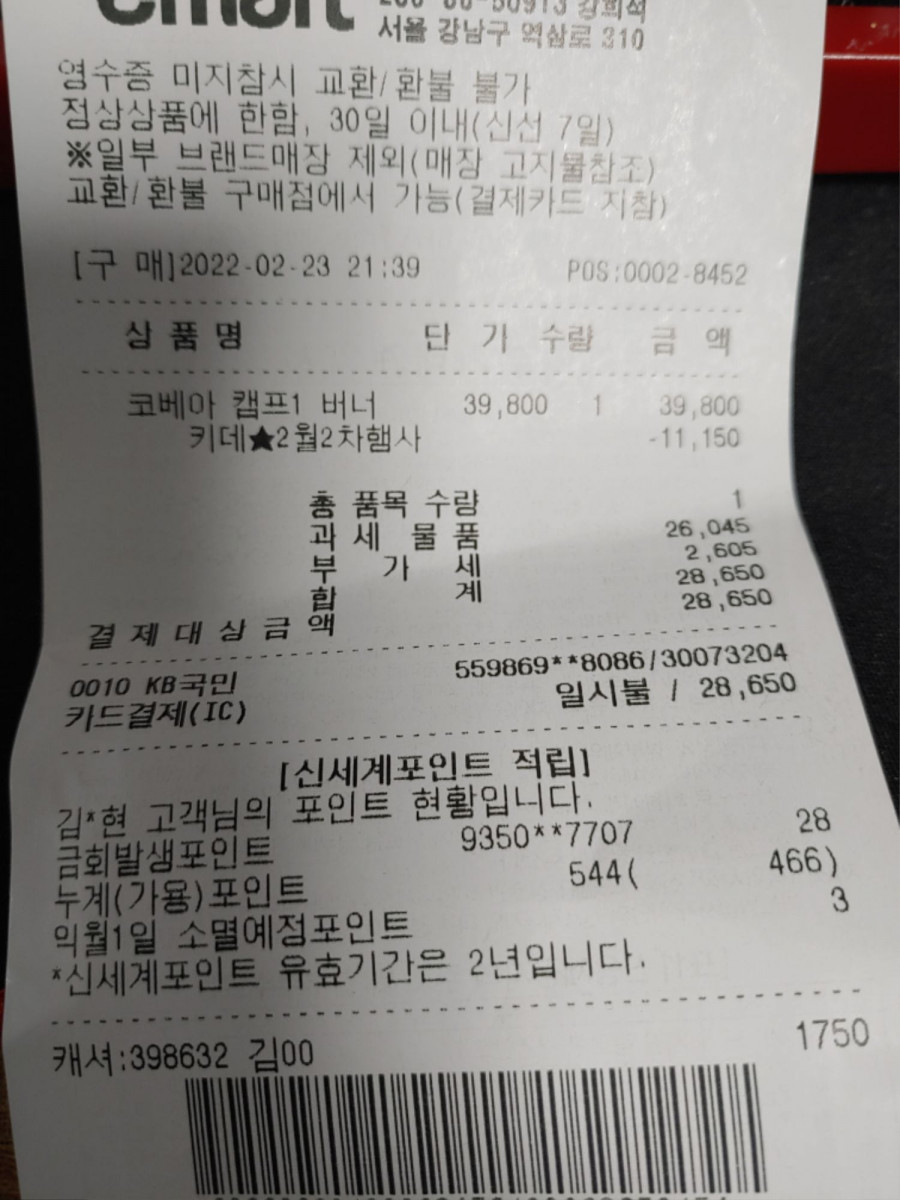 emart
강희석
서울 강남구 역삼로 310
영수증 미지참시 교환/환불 불가
정상상품에 한함, 30일 이내(신선 7일)
※일부 브랜드매장 제외(매장 고지물참조)
교환/환불 구매점에서 가능(결제카드 지참)
[구 매]2022-02-23 21:39 POS:0002-8452
상 품 명 단 가 수량 금 액
코베아 캠프1 버너 39,800 1 39,800
키데★2월2차행사 -11,150
총 품목 수량 1
과 세 물 품 26,045
부 가 세 2,605
합 계 28,650
결 제 대 상 금 액 28,650
0010 KB국민 559869**8086/30073204
카드결제(IC) 일시불 / 28,650
[신세계포인트 적립]
김*현 고객님의 포인트 현황입니다.
금회발생포인트 9350**7707 28
누계(가용)포인트 544( 466)
익월1일 소멸예정포인트 3
*신세계포인트 유효기간은 2년입니다.
캐셔:398632 김00 1750